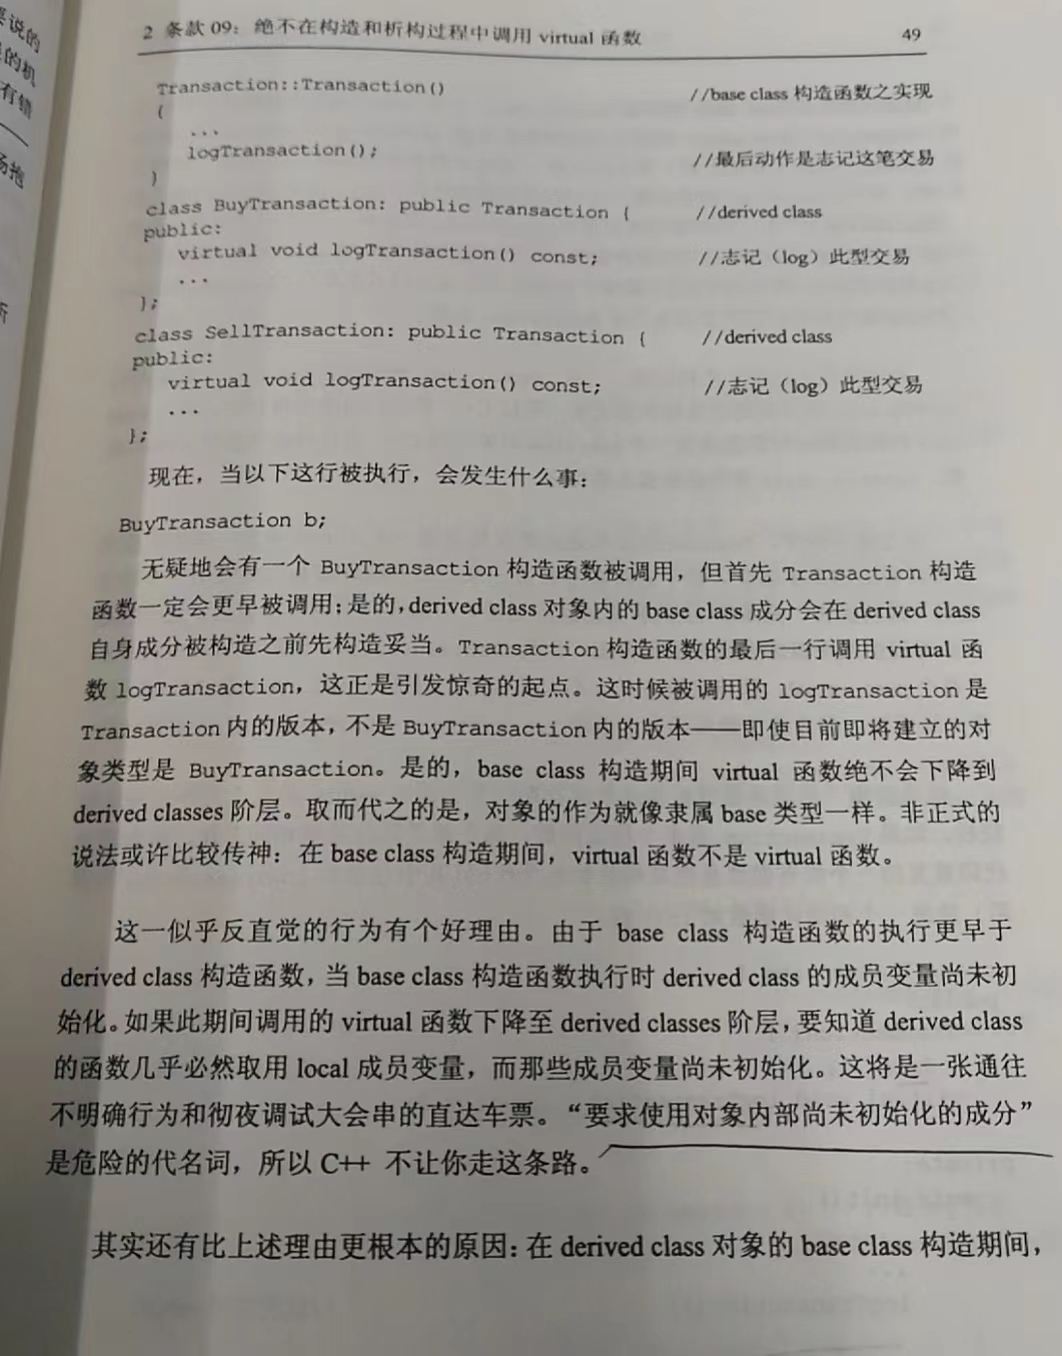 要说的
的机
有错
场抱
2 条款 09：绝不在构造和析构过程中调用 virtual 函数 49
Transaction::Transaction() //base class 构造函数之实现
{
...
logTransaction(); //最后动作是志记这笔交易
}
class BuyTransaction: public Transaction { //derived class
public:
virtual void logTransaction() const; //志记（log）此型交易
...
};
class SellTransaction: public Transaction { //derived class
public:
virtual void logTransaction() const; //志记（log）此型交易
...
};
现在，当以下这行被执行，会发生什么事：
BuyTransaction b;
无疑地会有一个 BuyTransaction 构造函数被调用，但首先 Transaction 构造
函数一定会更早被调用；是的，derived class 对象内的 base class 成分会在 derived class
自身成分被构造之前先构造妥当。Transaction 构造函数的最后一行调用 virtual 函
数 logTransaction，这正是引发惊奇的起点。这时候被调用的 logTransaction 是
Transaction 内的版本，不是 BuyTransaction 内的版本——即使目前即将建立的对
象类型是 BuyTransaction。是的，base class 构造期间 virtual 函数绝不会下降到
derived classes 阶层。取而代之的是，对象的作为就像隶属 base 类型一样。非正式的
说法或许比较传神：在 base class 构造期间，virtual 函数不是 virtual 函数。
这一似乎反直觉的行为有个好理由。由于 base class 构造函数的执行更早于
derived class 构造函数，当 base class 构造函数执行时 derived class 的成员变量尚未初
始化。如果此期间调用的 virtual 函数下降至 derived classes 阶层，要知道 derived class
的函数几乎必然取用 local 成员变量，而那些成员变量尚未初始化。这将是一张通往
不明确行为和彻夜调试大会串的直达车票。“要求使用对象内部尚未初始化的成分”
是危险的代名词，所以 C++ 不让你走这条路。
其实还有比上述理由更根本的原因：在 derived class 对象的 base class 构造期间，